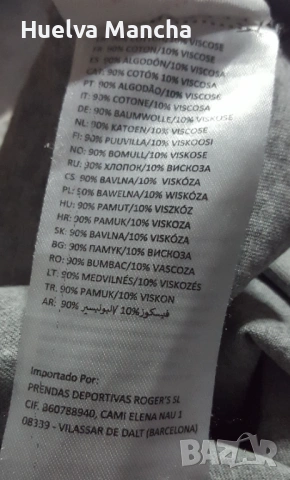 Huelva Mancha
FR: 90% COTON/10% VISCOSE
ES: 90% ALGODÓN/10% VISCOSA
CAT: 90% COTÓ/10% VISCOSA
PT: 90% ALGODÃO/10% VISCOSA
IT: 90% COTONE/10% VISCOSA
DE: 90% BAUMWOLLE/10% VISKOSE
NL: 90% KATOEN/10% VISCOSE
FI: 90% PUUVILLA/10% VISKOOSI
NO: 90% BOMULL/10% VISKOSE
RU: 90% ХЛОПОК/10% ВИСКОЗА
CS: 90% BAVLNA/10% VISKÓZA
PL: 90% BAWEŁNA/10% WISKOZA
HU: 90% PAMUT/10% VISZKÓZ
HR: 90% PAMUK/10% VISKOZA
SK: 90% BAVLNA/10% VISKÓZA
BG: 90% ПАМУК/10% ВИСКОЗА
RO: 90% BUMBAC/10% VASCOZA
LT: 90% MEDVILNĖS/10% VISKOZĖS
TR: 90% PAMUK/10% VISKON
AR: 90% البوليستر/10% فيسكوز
Importado Por:
PRENDAS DEPORTIVAS ROGER'S SL
CIF. B60788940, CAMI ELENA NAU 1
08339 - VILASSAR DE DALT (BARCELONA)
bazar.bg